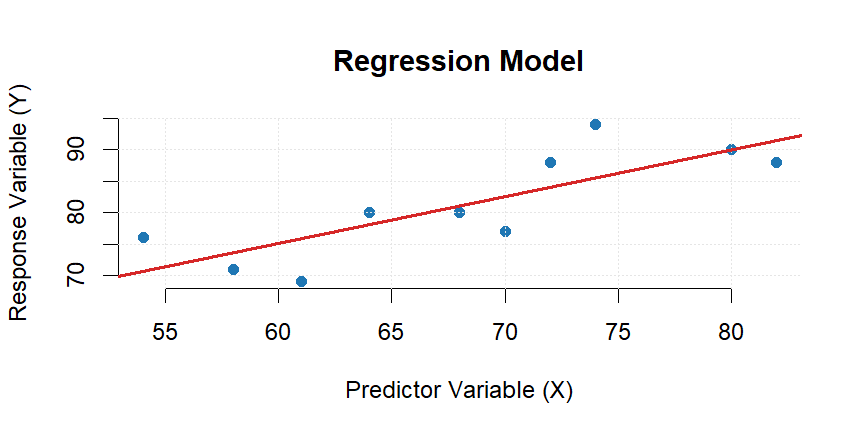 Regression Model
Response Variable (Y)
90
80
70
55 60 65 70 75 80
Predictor Variable (X)